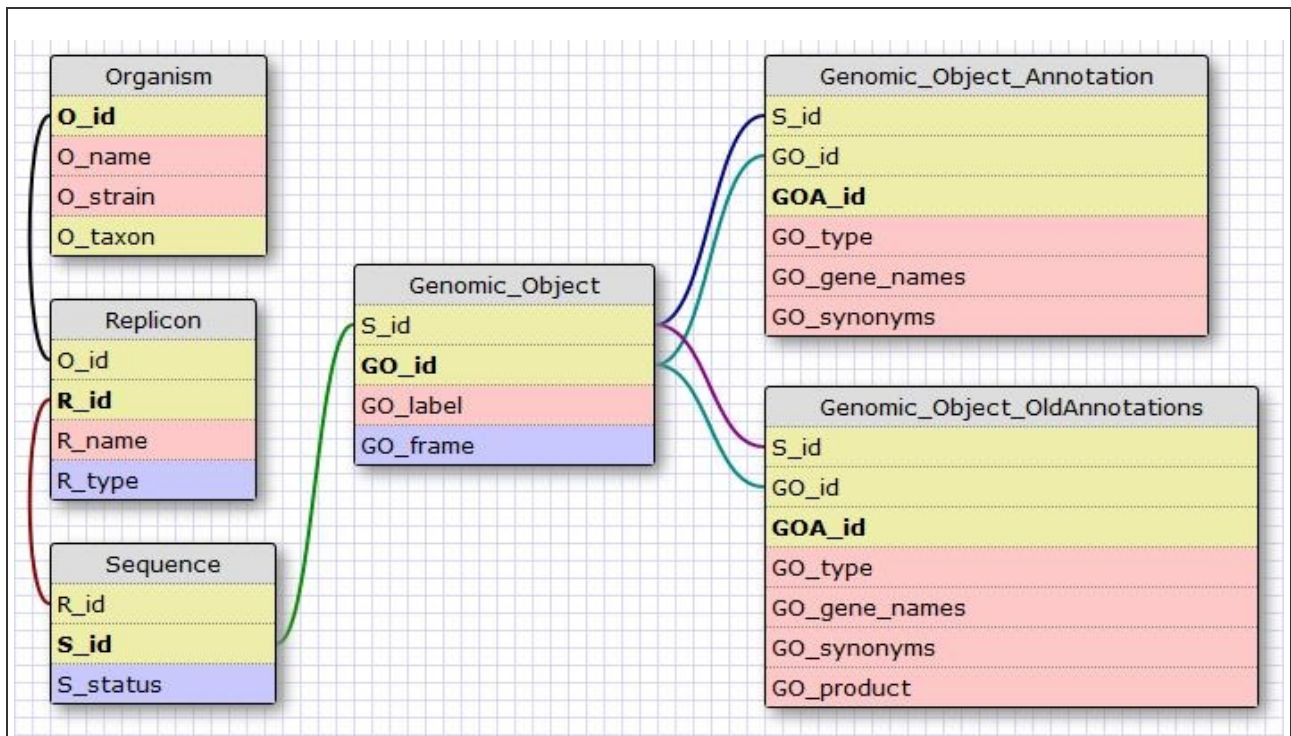 Organism
O_id
O_name
O_strain
O_taxon
Replicon
O_id
R_id
R_name
R_type
Sequence
R_id
S_id
S_status
Genomic_Object
S_id
GO_id
GO_label
GO_frame
Genomic_Object_Annotation
S_id
GO_id
GOA_id
GO_type
GO_gene_names
GO_synonyms
Genomic_Object_OldAnnotations
S_id
GO_id
GOA_id
GO_type
GO_gene_names
GO_synonyms
GO_product